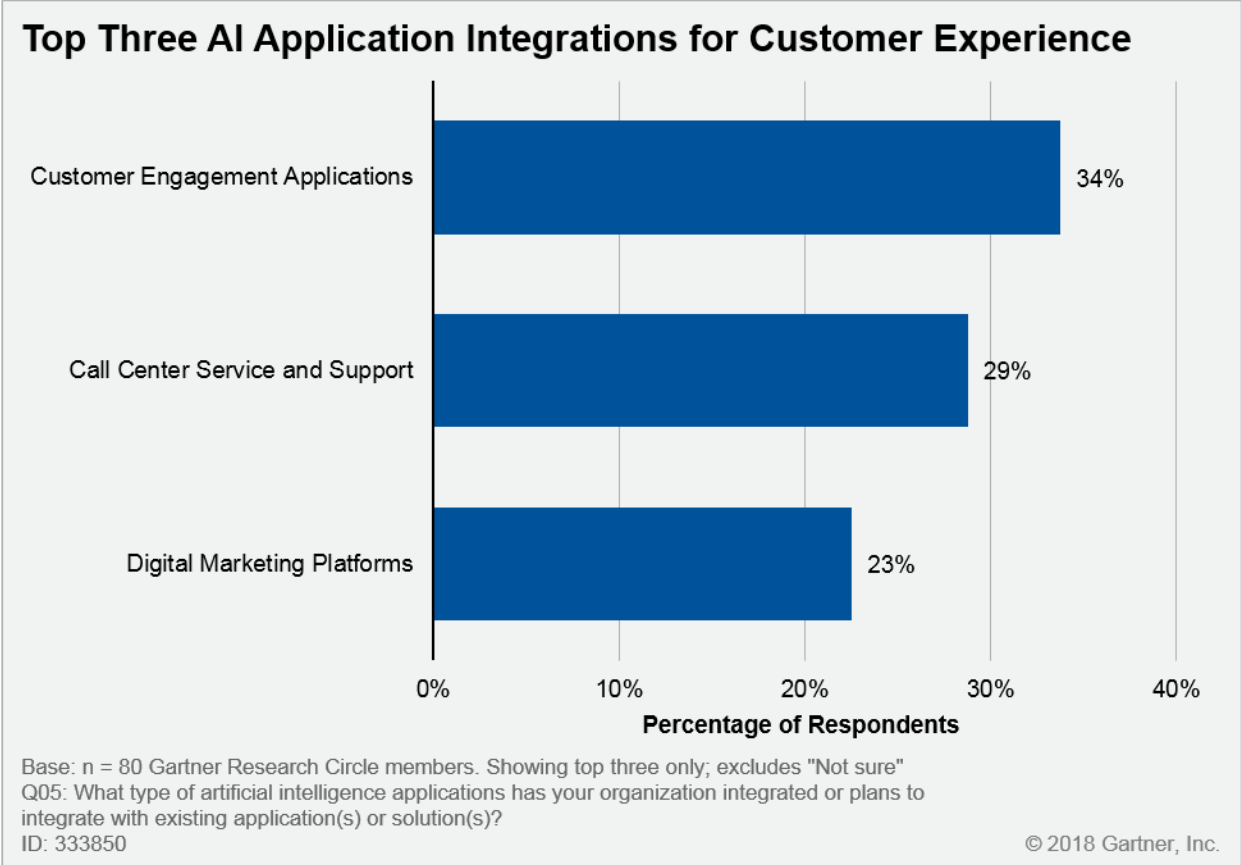 Top Three AI Application Integrations for Customer Experience
Customer Engagement Applications
34%
Call Center Service and Support
29%
Digital Marketing Platforms
23%
0%
10%
20%
30%
40%
Percentage of Respondents
Base: n = 80 Gartner Research Circle members. Showing top three only; excludes "Not sure"
Q05: What type of artificial intelligence applications has your organization integrated or plans to
integrate with existing application(s) or solution(s)?
ID: 333850
© 2018 Gartner, Inc.